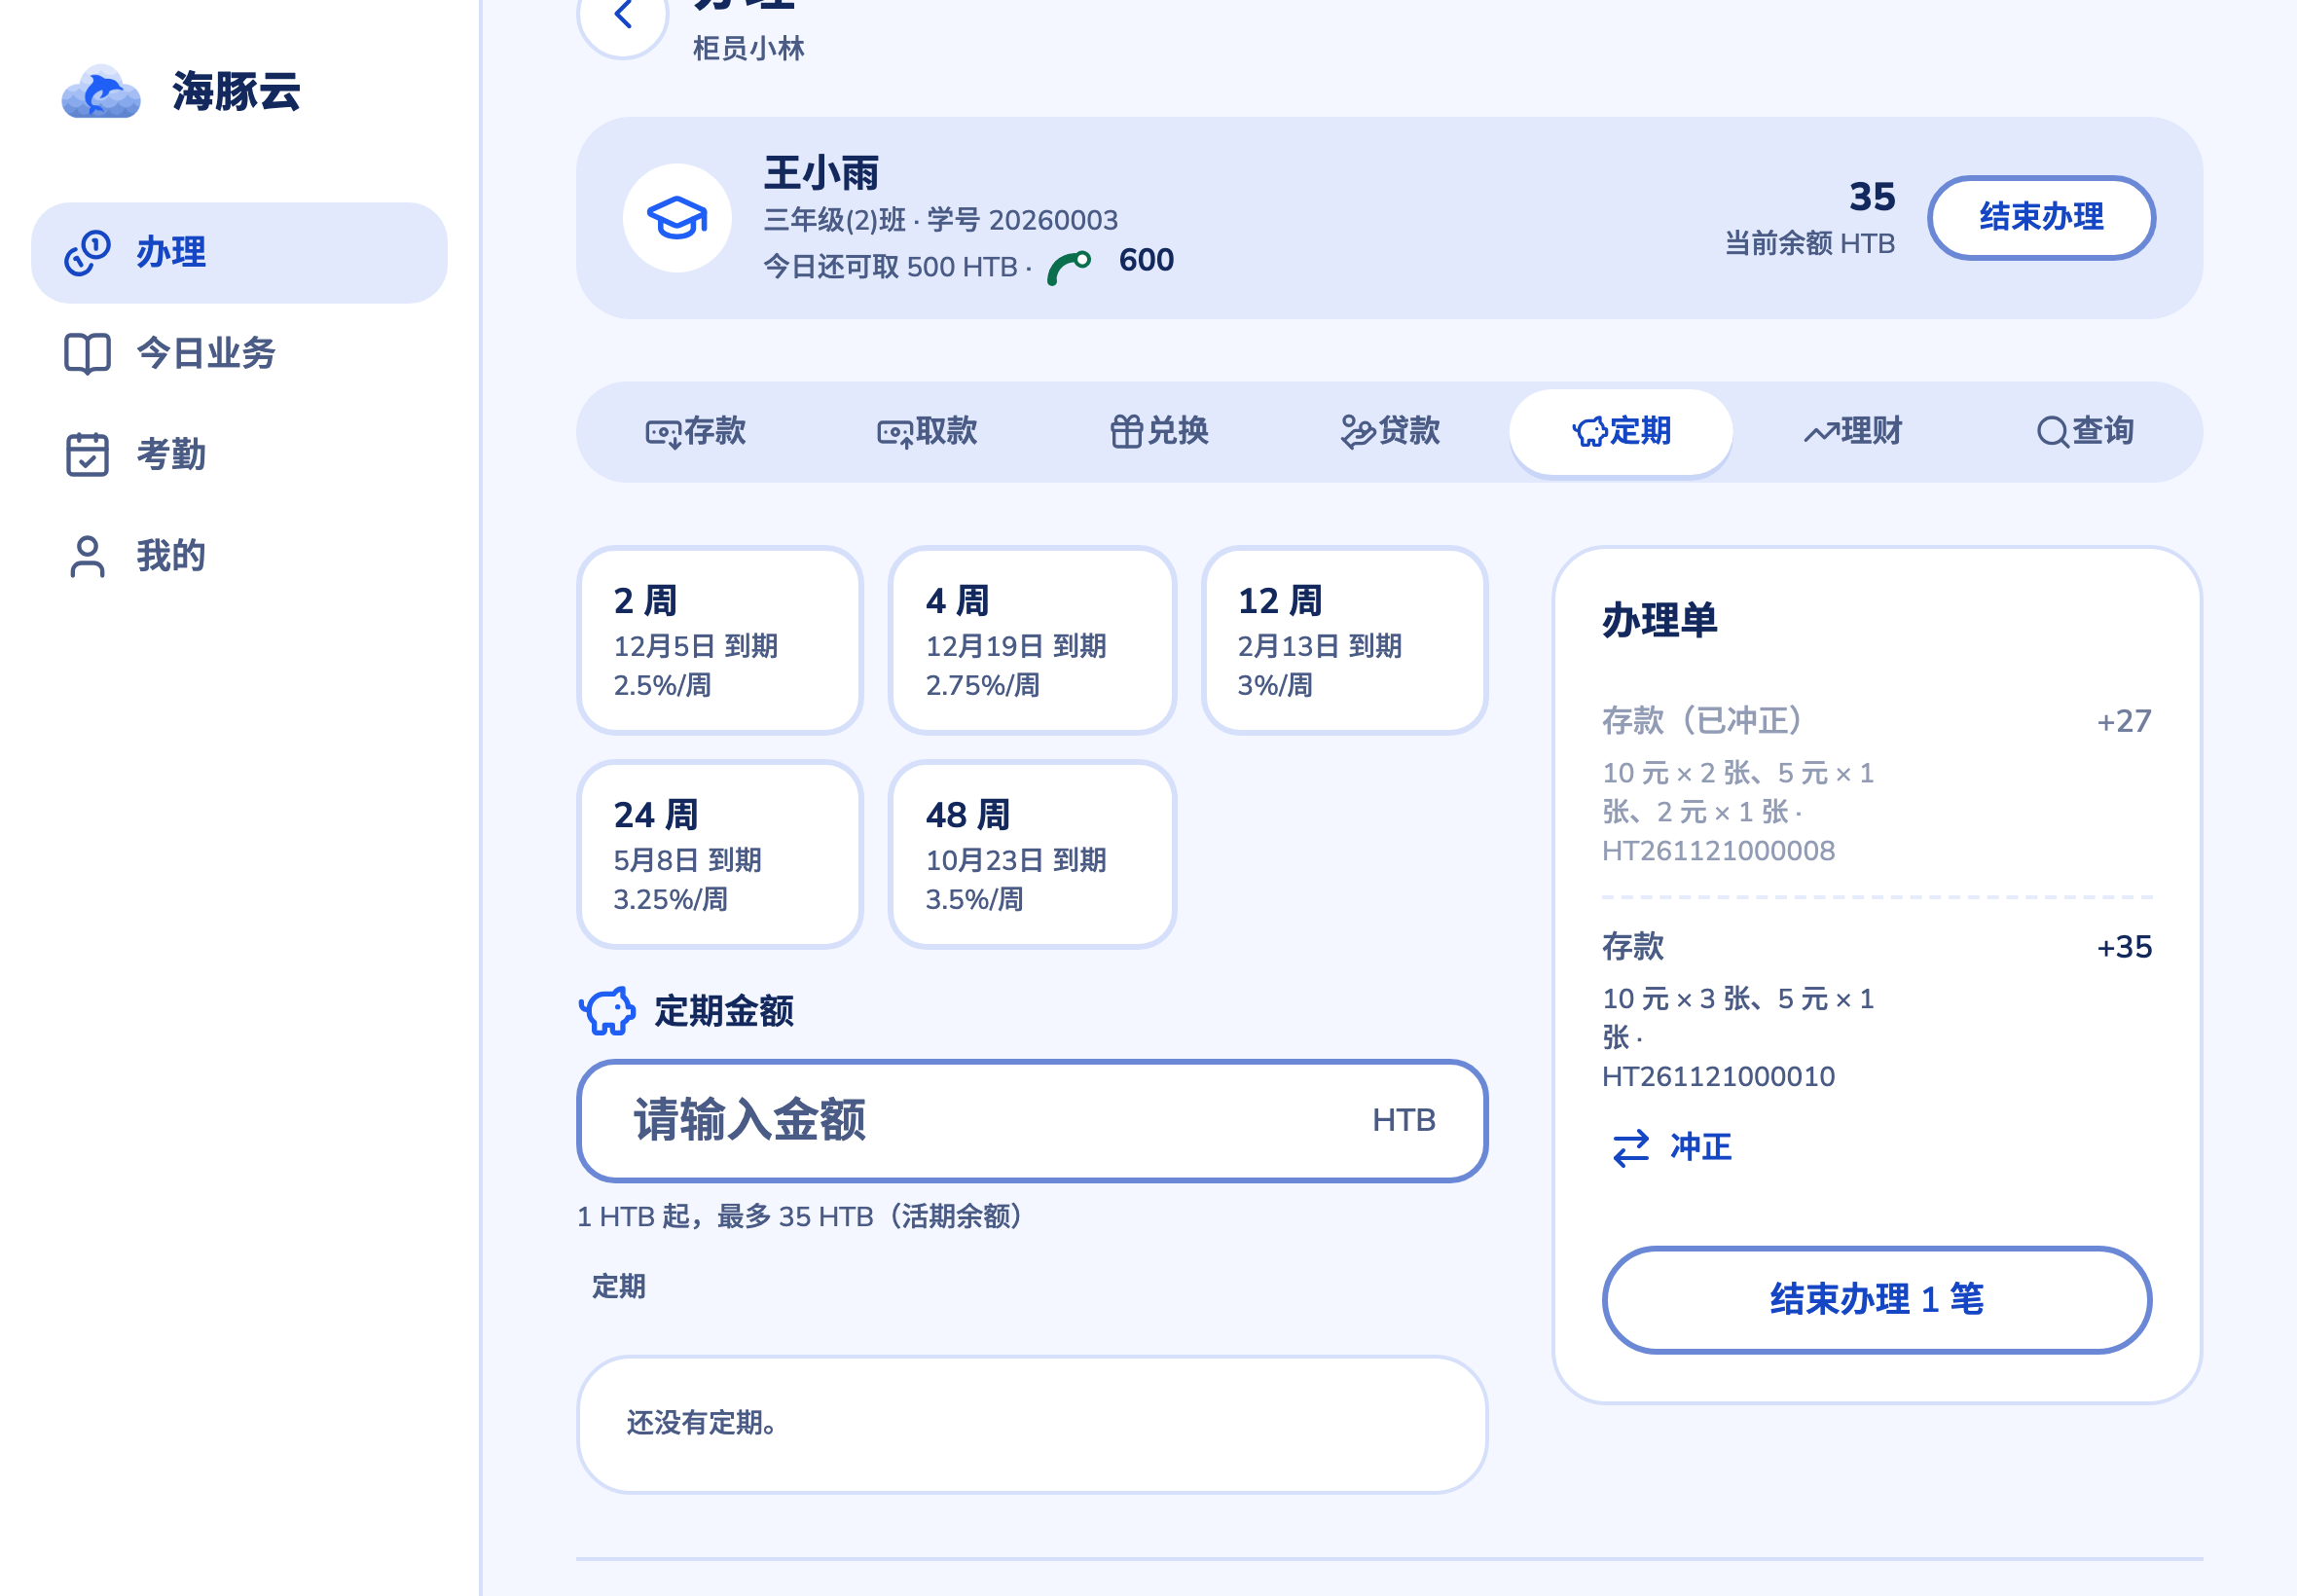 海豚云
办理
今日业务
考勤
我的
办理
柜员小林
王小雨
三年级(2)班 · 学号 20260003
今日还可取 500 HTB · 600
35
当前余额 HTB
结束办理
存款
取款
兑换
贷款
定期
理财
查询
2 周
12月5日 到期
2.5%/周
4 周
12月19日 到期
2.75%/周
12 周
2月13日 到期
3%/周
24 周
5月8日 到期
3.25%/周
48 周
10月23日 到期
3.5%/周
定期金额
请输入金额 HTB
1 HTB 起，最多 35 HTB（活期余额）
定期
还没有定期。
办理单
存款（已冲正） +27
10 元 × 2 张、5 元 × 1
张、2 元 × 1 张 ·
HT261121000008
存款 +35
10 元 × 3 张、5 元 × 1
张 ·
HT261121000010
冲正
结束办理 1 笔